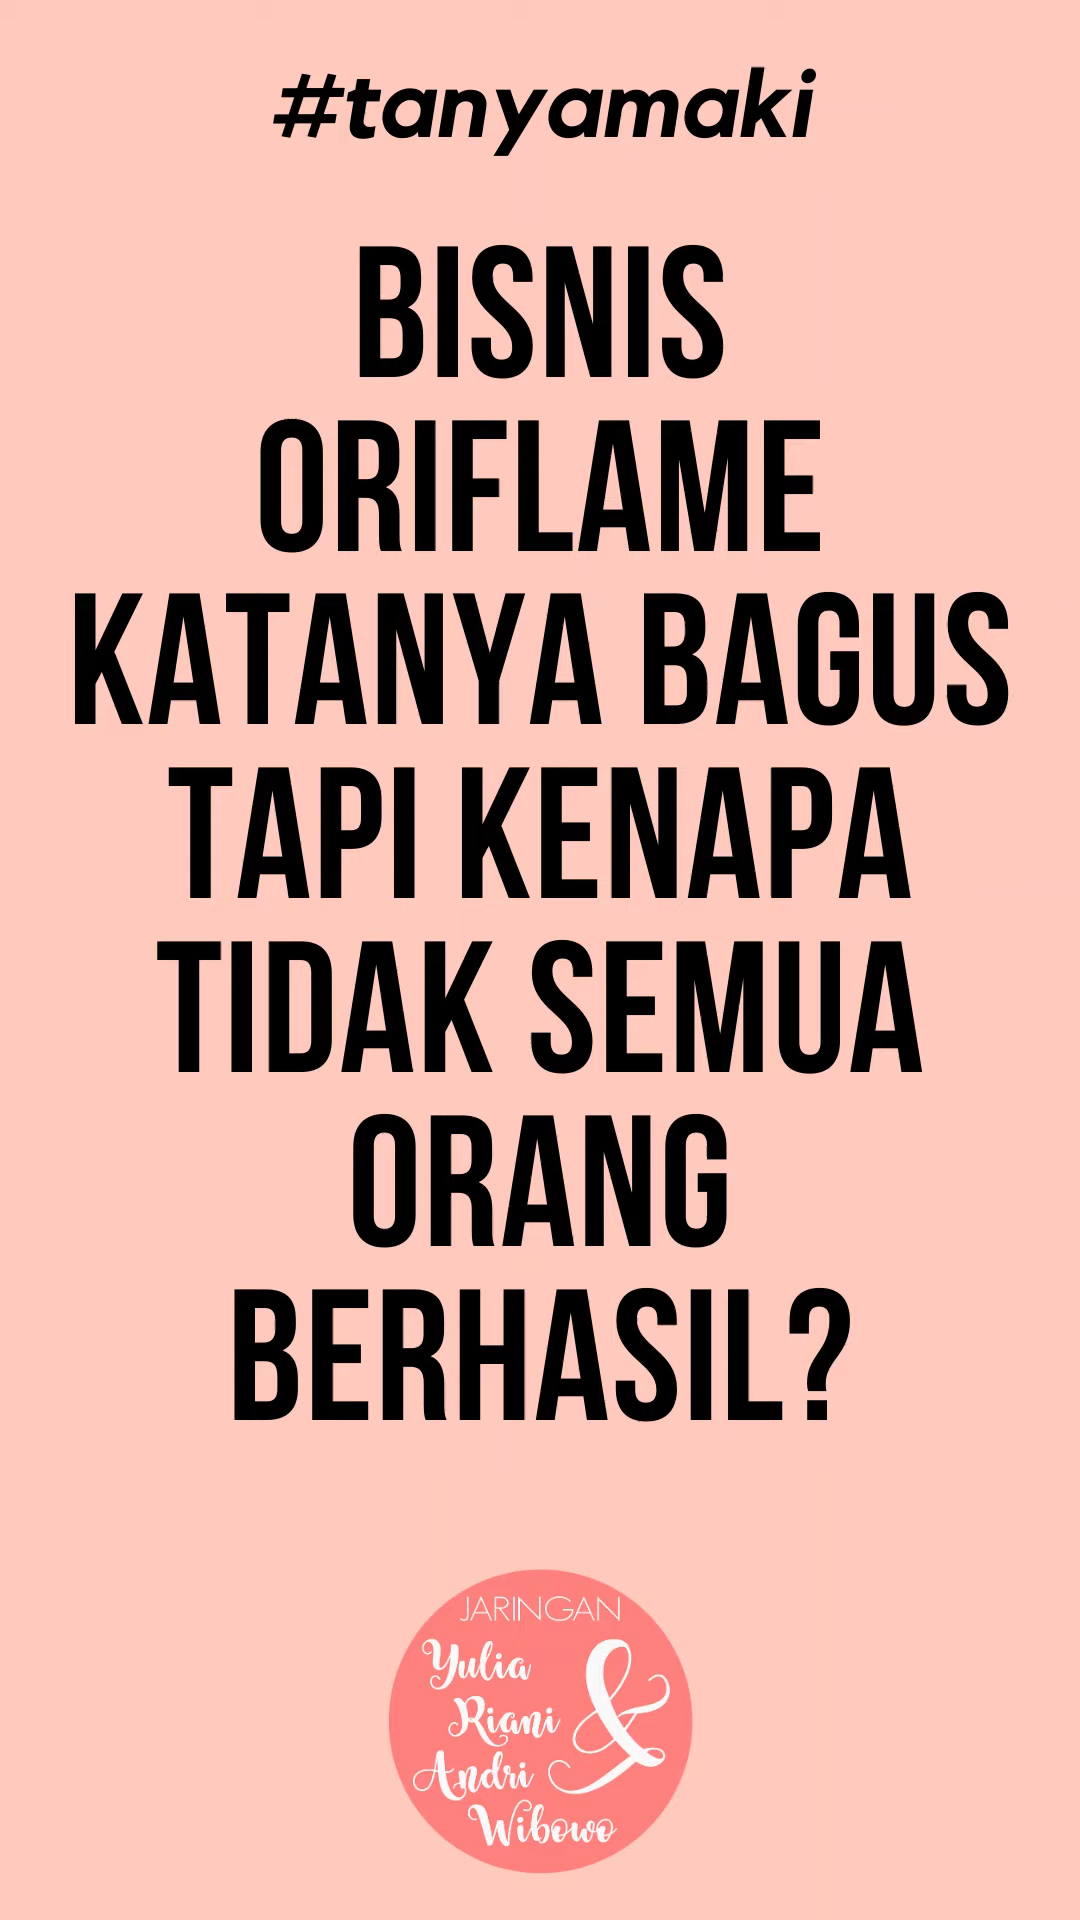 #tanyamaki
BISNIS
ORIFLAME
KATANYA BAGUS
TAPI KENAPA
TIDAK SEMUA
ORANG
BERHASIL?
JARINGAN
Yulia
Riani &
Andri
Wibowo